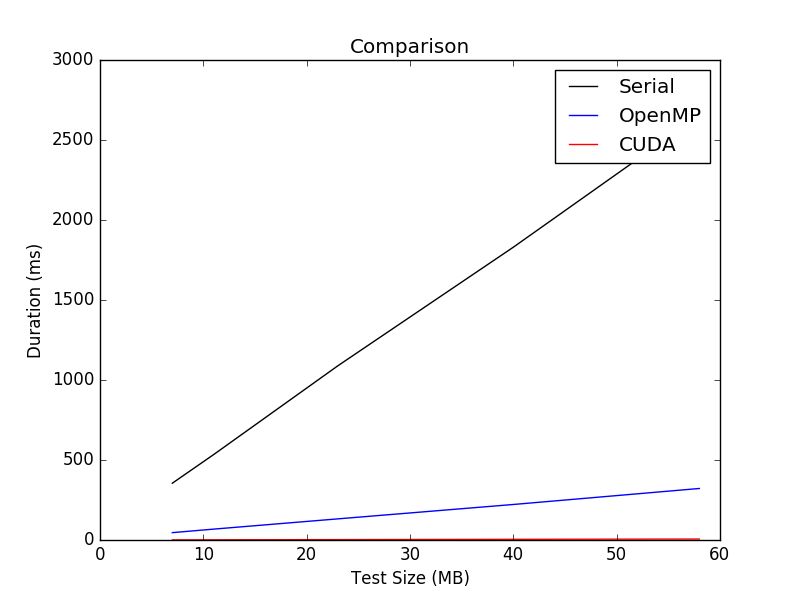 Comparison
3000
2500
2000
1500
1000
500
0
Duration (ms)
Serial
OpenMP
CUDA
0 10 20 30 40 50 60
Test Size (MB)